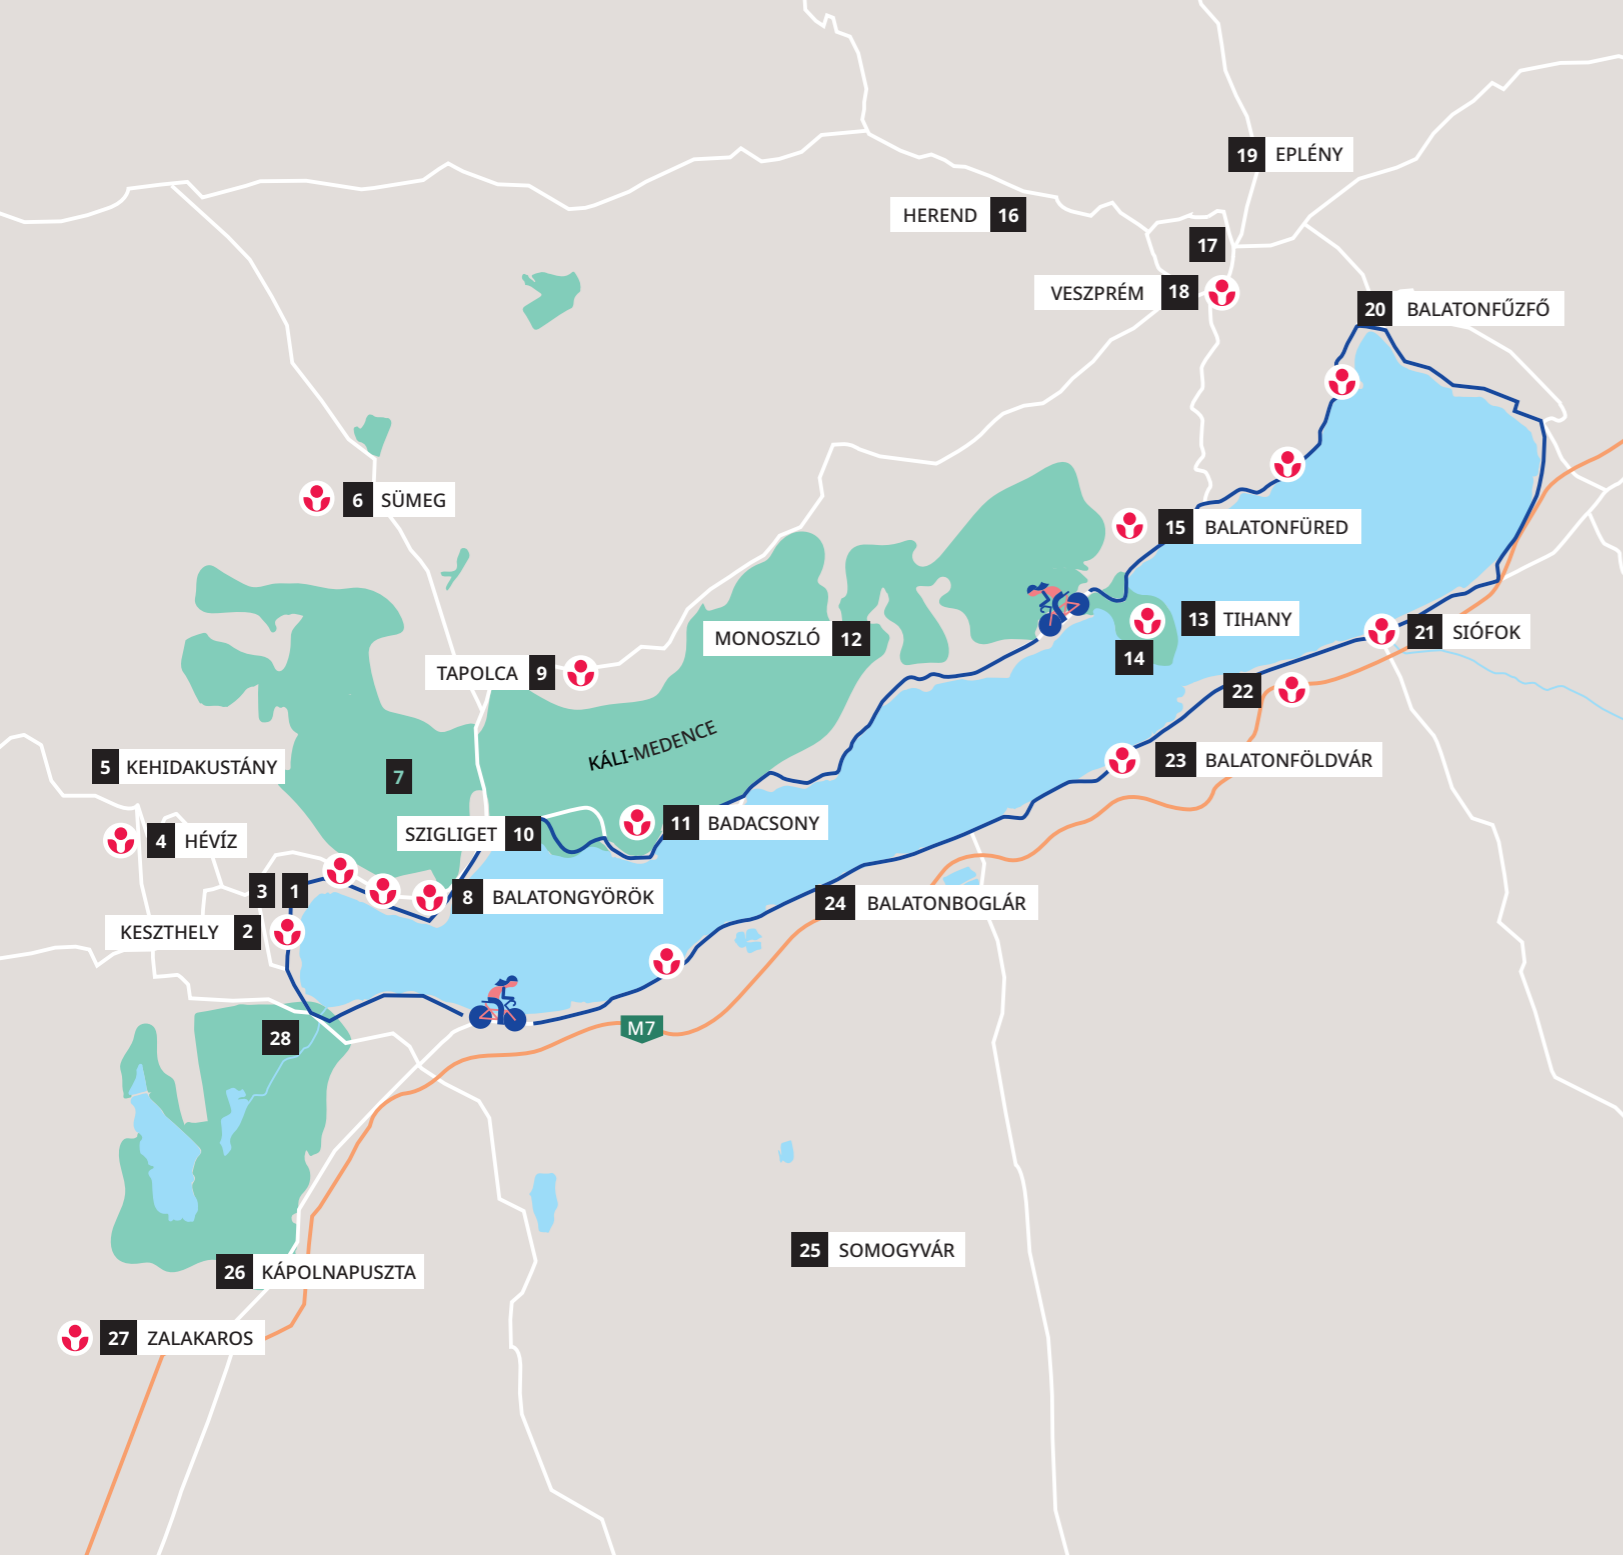 19 EPLÉNY
HEREND 16
17
VESZPRÉM 18
20 BALATONFŰZFŐ
6 SÜMEG
15 BALATONFÜRED
13 TIHANY
MONOSZLÓ 12
21 SIÓFOK
14
TAPOLCA 9
22
KÁLI-MEDENCE
23 BALATONFÖLDVÁR
5 KEHIDAKUSTÁNY
7
11 BADACSONY
SZIGLIGET 10
4 HÉVÍZ
3 1
8 BALATONGYÖRÖK
24 BALATONBOGLÁR
KESZTHELY 2
M7
28
25 SOMOGYVÁR
26 KÁPOLNAPUSZTA
27 ZALAKAROS